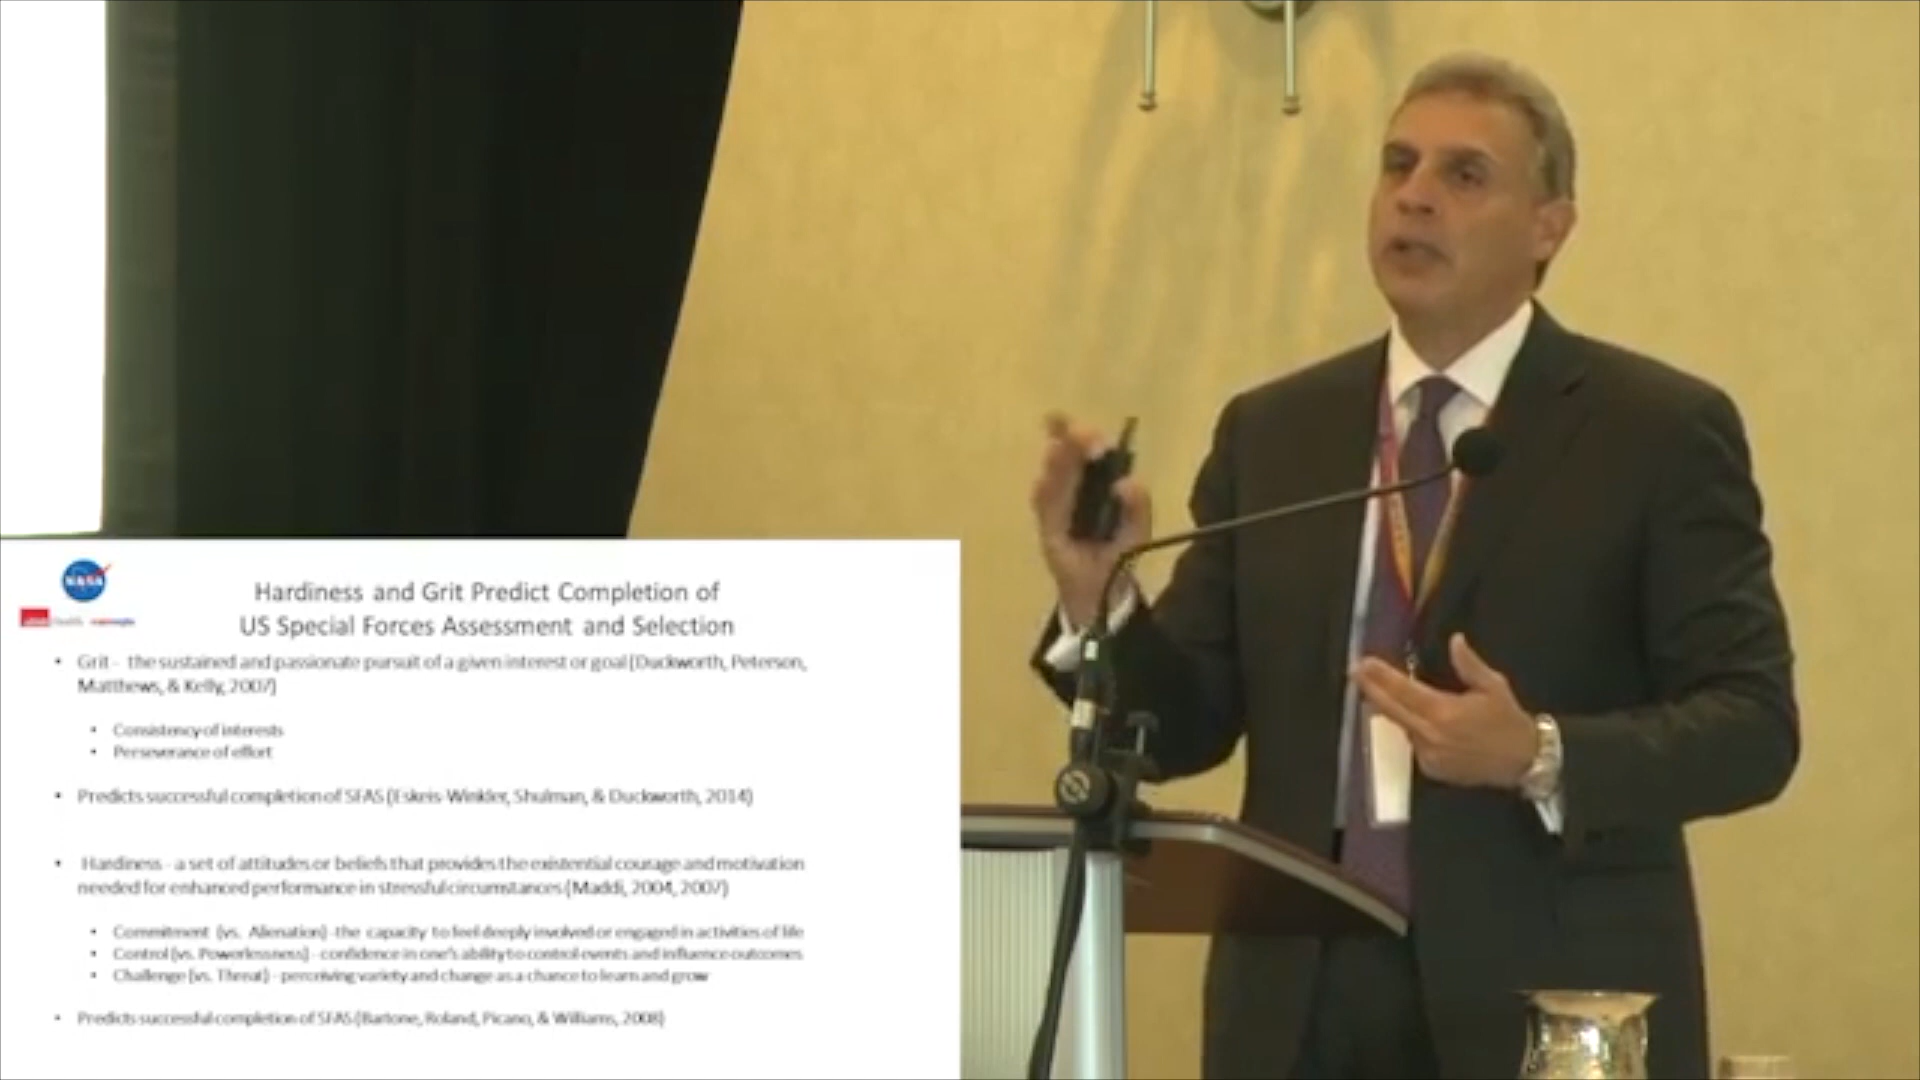 NASA
Hardiness and Grit Predict Completion of
US Special Forces Assessment and Selection
• Grit - the sustained and passionate pursuit of a given interest or goal (Duckworth, Peterson,
Matthews, & Kelly, 2007)
• Consistency of interests
• Perseverance of effort
• Predicts successful completion of SFAS (Eskreis-Winkler, Shulman, & Duckworth, 2014)
• Hardiness - a set of attitudes or beliefs that provides the existential courage and motivation
needed for enhanced performance in stressful circumstances (Maddi, 2004, 2007)
• Commitment (vs. Alienation) -the capacity to feel deeply involved or engaged in activities of life
• Control (vs. Powerlessness) - confidence in one's ability to control events and influence outcomes
• Challenge (vs. Threat) - perceiving variety and change as a chance to learn and grow
• Predicts successful completion of SFAS (Bartone, Roland, Picano, & Williams, 2008)